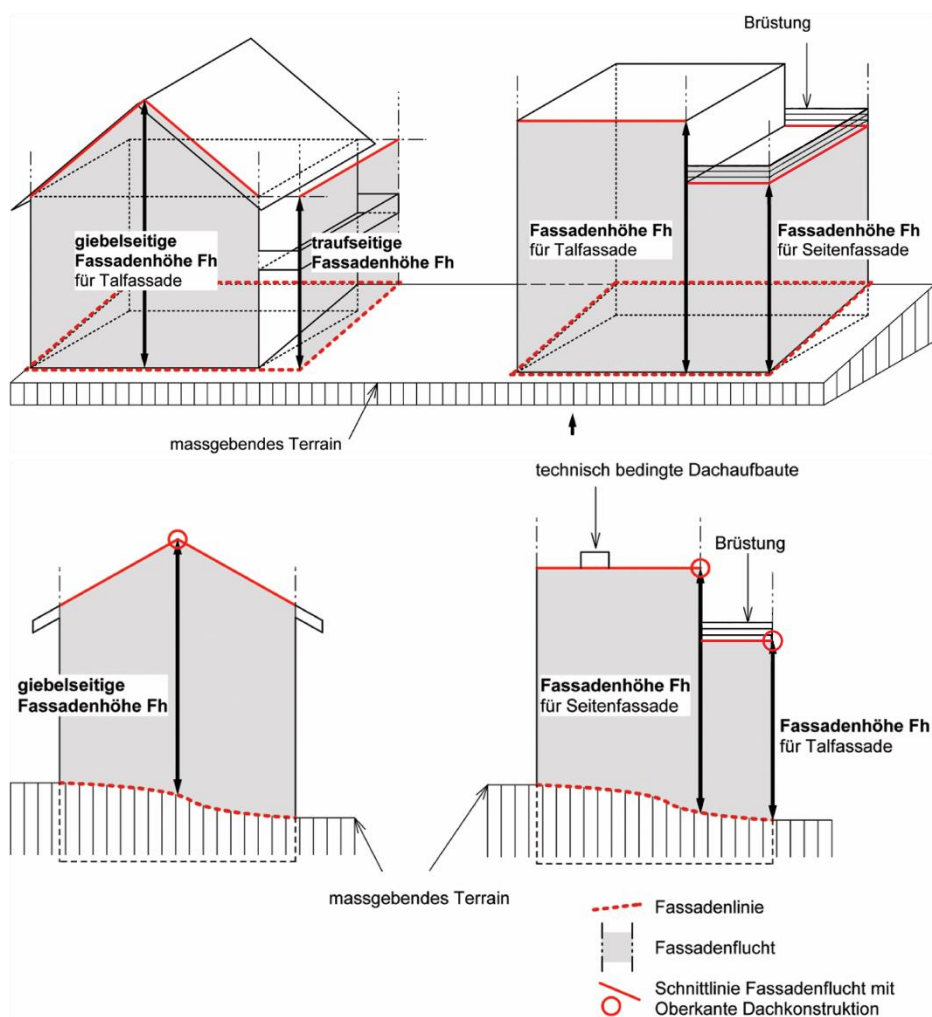 Brüstung
giebelseitige
Fassadenhöhe Fh
für Talfassade
traufseitige
Fassadenhöhe Fh
Fassadenhöhe Fh
für Talfassade
Fassadenhöhe Fh
für Seitenfassade
massgebendes Terrain
technisch bedingte Dachaufbaute
Brüstung
giebelseitige
Fassadenhöhe Fh
Fassadenhöhe Fh
für Seitenfassade
Fassadenhöhe Fh
für Talfassade
massgebendes Terrain
Fassadenlinie
Fassadenflucht
Schnittlinie Fassadenflucht mit
Oberkante Dachkonstruktion